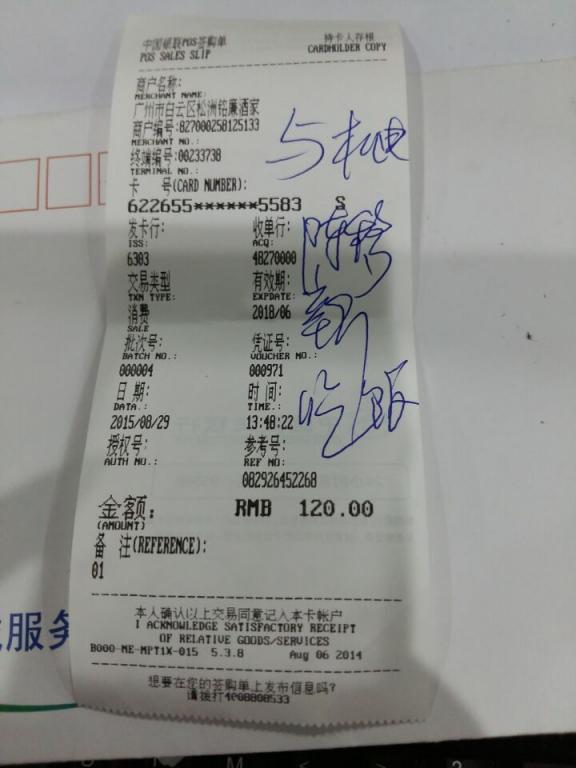 中国银联POS签购单
持卡人存根
POS SALES SLIP
CARDHOLDER COPY
商户名称:
MERCHANT NAME:
广州市白云区松洲铭廉酒家
商户编号:827000258125133
MERCHANT NO.:
终端编号:00233738
TERMINAL NO.:
卡 号(CARD NUMBER):
622655******5583 S
发卡行: 收单行:
ISS: ACQ:
6303 48270000
交易类型 有效期:
TXN TYPE: EXPDATE:
消费 2018/06
SALE
批次号: 凭证号:
BATCH NO.: VOUCHER NO.:
000004 000971
日期: 时间:
DATA.: TIME.:
2015/08/29 13:48:22
授权号: 参考号:
AUTH NO.: REF NO:
082926452268
金额: RMB 120.00
(AMOUNT)
备 注(REFERENCE):
01
本人确认以上交易同意记入本卡帐户
I ACKNOWLEDGE SATISFACTORY RECEIPT
OF RELATIVE GOODS/SERVICES
B000-ME-MPT1X-015 5.3.8 Aug 06 2014
想要在您的签购单上发布信息吗?
请拨打4008800533
与
陈
吃饭
服务